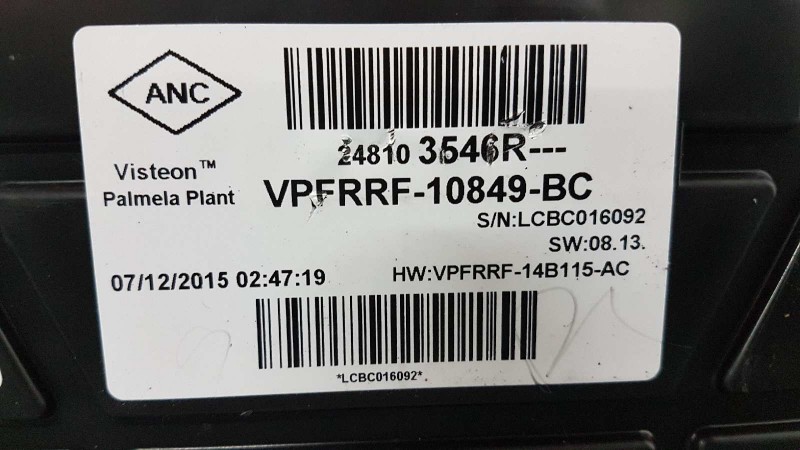 ANC
24810 3546R---
Visteon™
Palmela Plant
VPFRRF-10849-BC
S/N:LCBC016092
SW:08.13.
07/12/2015 02:47:19
HW:VPFRRF-14B115-AC
*LCBC016092*